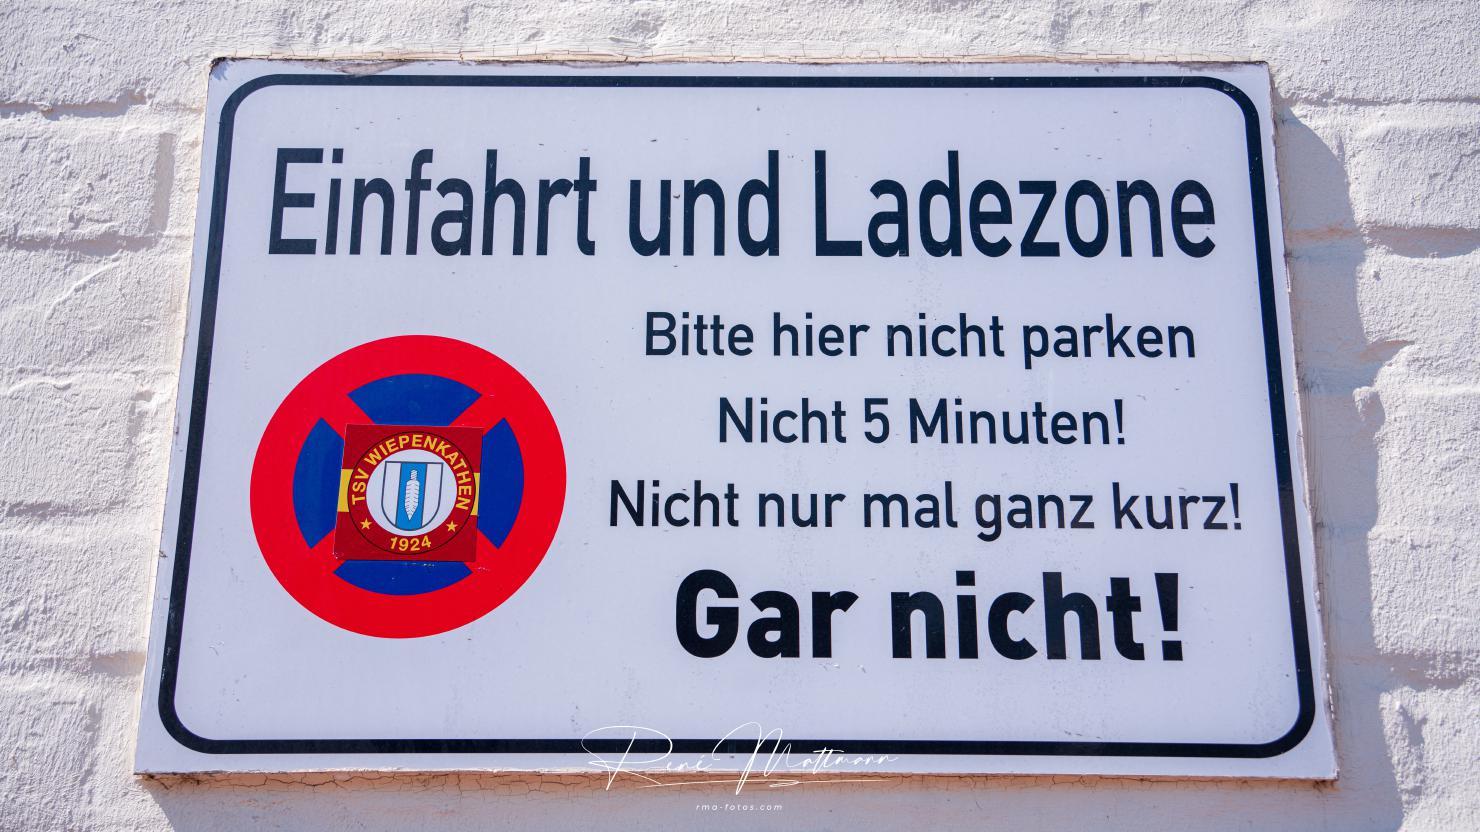 Einfahrt und Ladezone
Bitte hier nicht parken
Nicht 5 Minuten!
Nicht nur mal ganz kurz!
Gar nicht!
TSV WIEPENKATHEN
1924
René Mattmann
rma-fotos.com